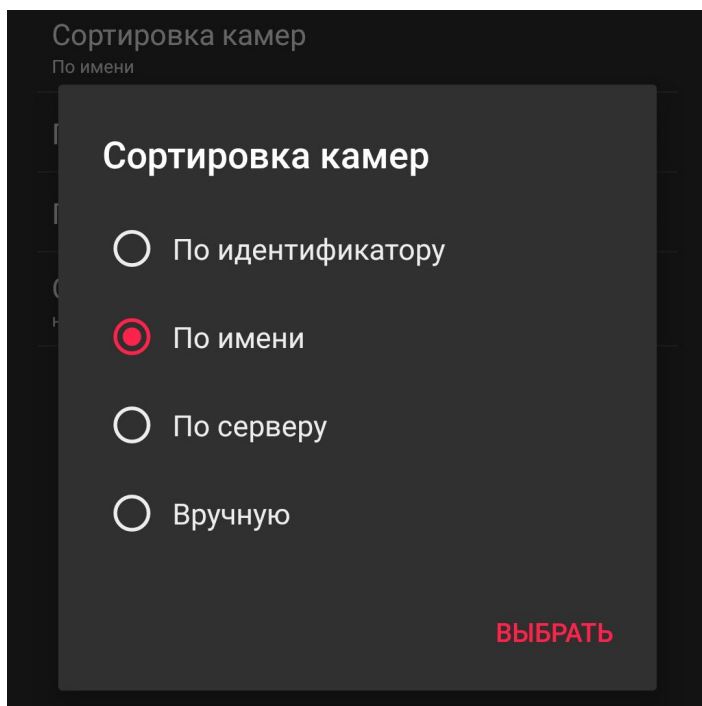 Сортировка камер
По имени
Сортировка камер
По идентификатору
По имени
По серверу
Вручную
ВЫБРАТЬ